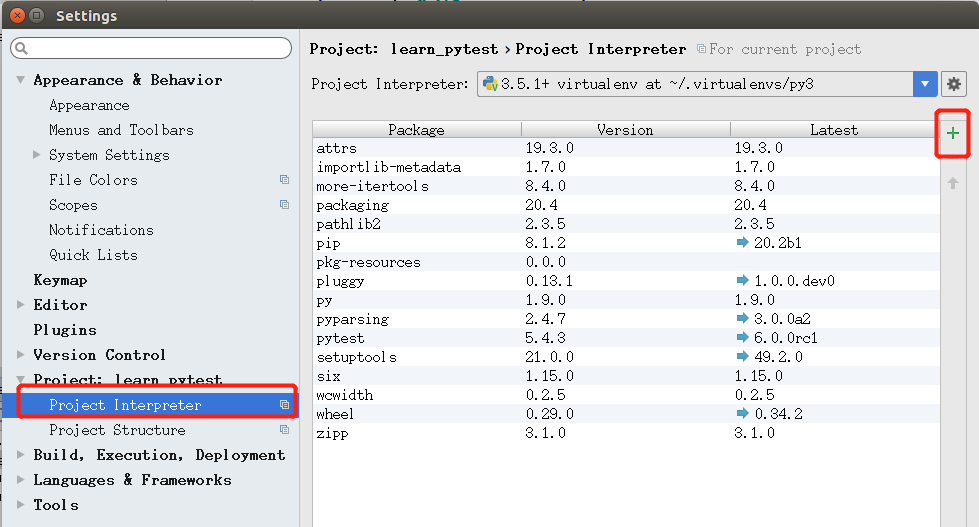 Settings
Project: learn_pytest › Project Interpreter For current project
Appearance & Behavior
Appearance
Menus and Toolbars
System Settings
File Colors
Scopes
Notifications
Quick Lists
Keymap
Editor
Plugins
Version Control
Project: learn_pytest
Project Interpreter
Project Structure
Build, Execution, Deployment
Languages & Frameworks
Tools
Project Interpreter: 3.5.1+ virtualenv at ~/.virtualenvs/py3
Package Version Latest
attrs 19.3.0 19.3.0
importlib-metadata 1.7.0 1.7.0
more-itertools 8.4.0 8.4.0
packaging 20.4 20.4
pathlib2 2.3.5 2.3.5
pip 8.1.2 20.2b1
pkg-resources 0.0.0
pluggy 0.13.1 1.0.0.dev0
py 1.9.0 1.9.0
pyparsing 2.4.7 3.0.0a2
pytest 5.4.3 6.0.0rc1
setuptools 21.0.0 49.2.0
six 1.15.0 1.15.0
wcwidth 0.2.5 0.2.5
wheel 0.29.0 0.34.2
zipp 3.1.0 3.1.0